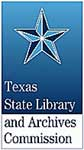 Texas
State Library
and Archives
Commission